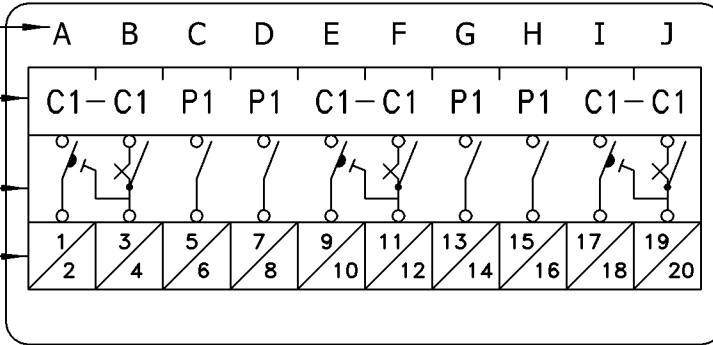 A B C D E F G H I J
C1-C1 P1 P1 C1-C1 P1 P1 C1-C1
1 3 5 7 9 11 13 15 17 19
2 4 6 8 10 12 14 16 18 20